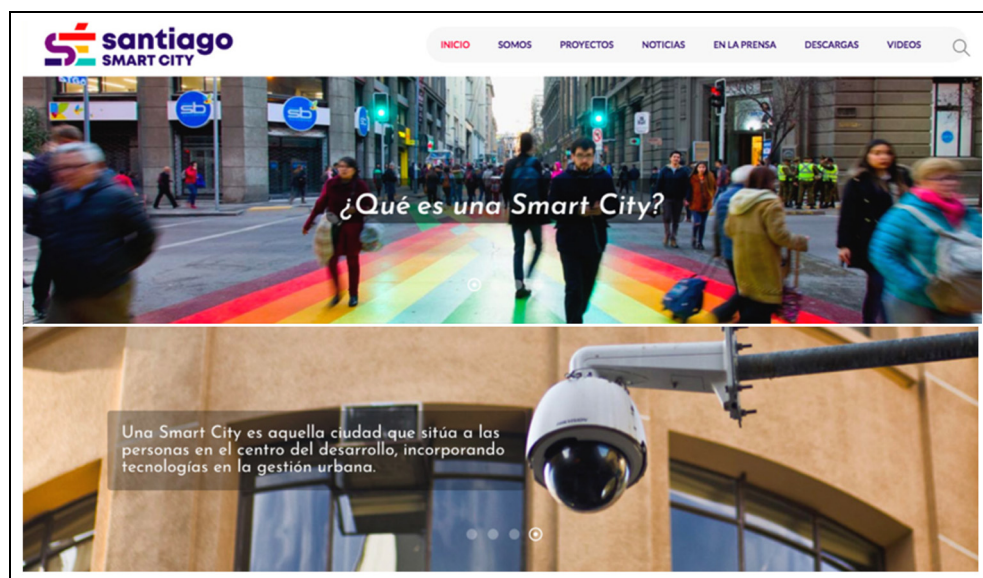 santiago
SMART CITY
INICIO SOMOS PROYECTOS NOTICIAS EN LA PRENSA DESCARGAS VIDEOS
sb
sb
¿Qué es una Smart City?
Una Smart City es aquella ciudad que sitúa a las
personas en el centro del desarrollo, incorporando
tecnologías en la gestión urbana.